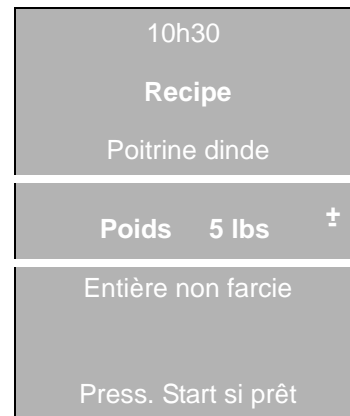 10h30
Recipe
Poitrine dinde
Poids 5 lbs ±
Entière non farcie
Press. Start si prêt